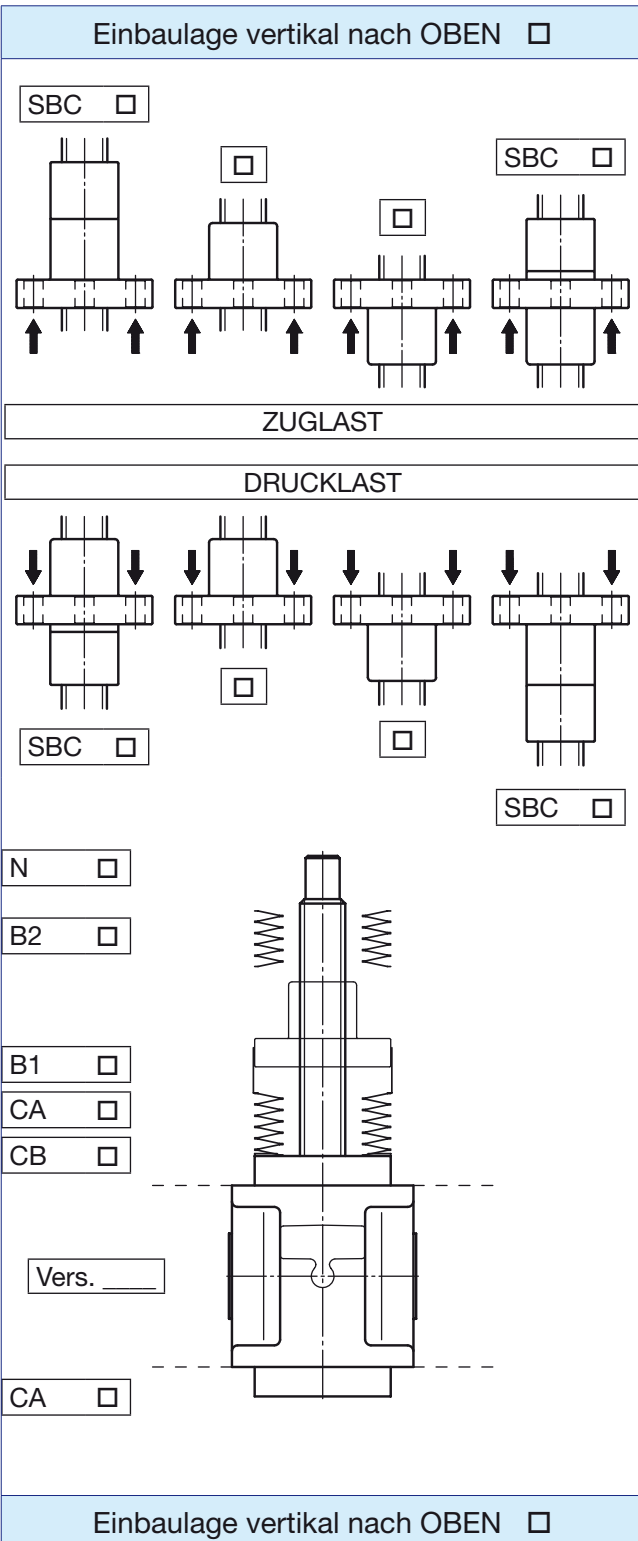 Einbaulage vertikal nach OBEN ☐
SBC ☐
☐
☐
SBC ☐
ZUGLAST
DRUCKLAST
SBC ☐
☐
☐
SBC ☐
N ☐
B2 ☐
B1 ☐
CA ☐
CB ☐
Vers. ____
CA ☐
Einbaulage vertikal nach OBEN ☐